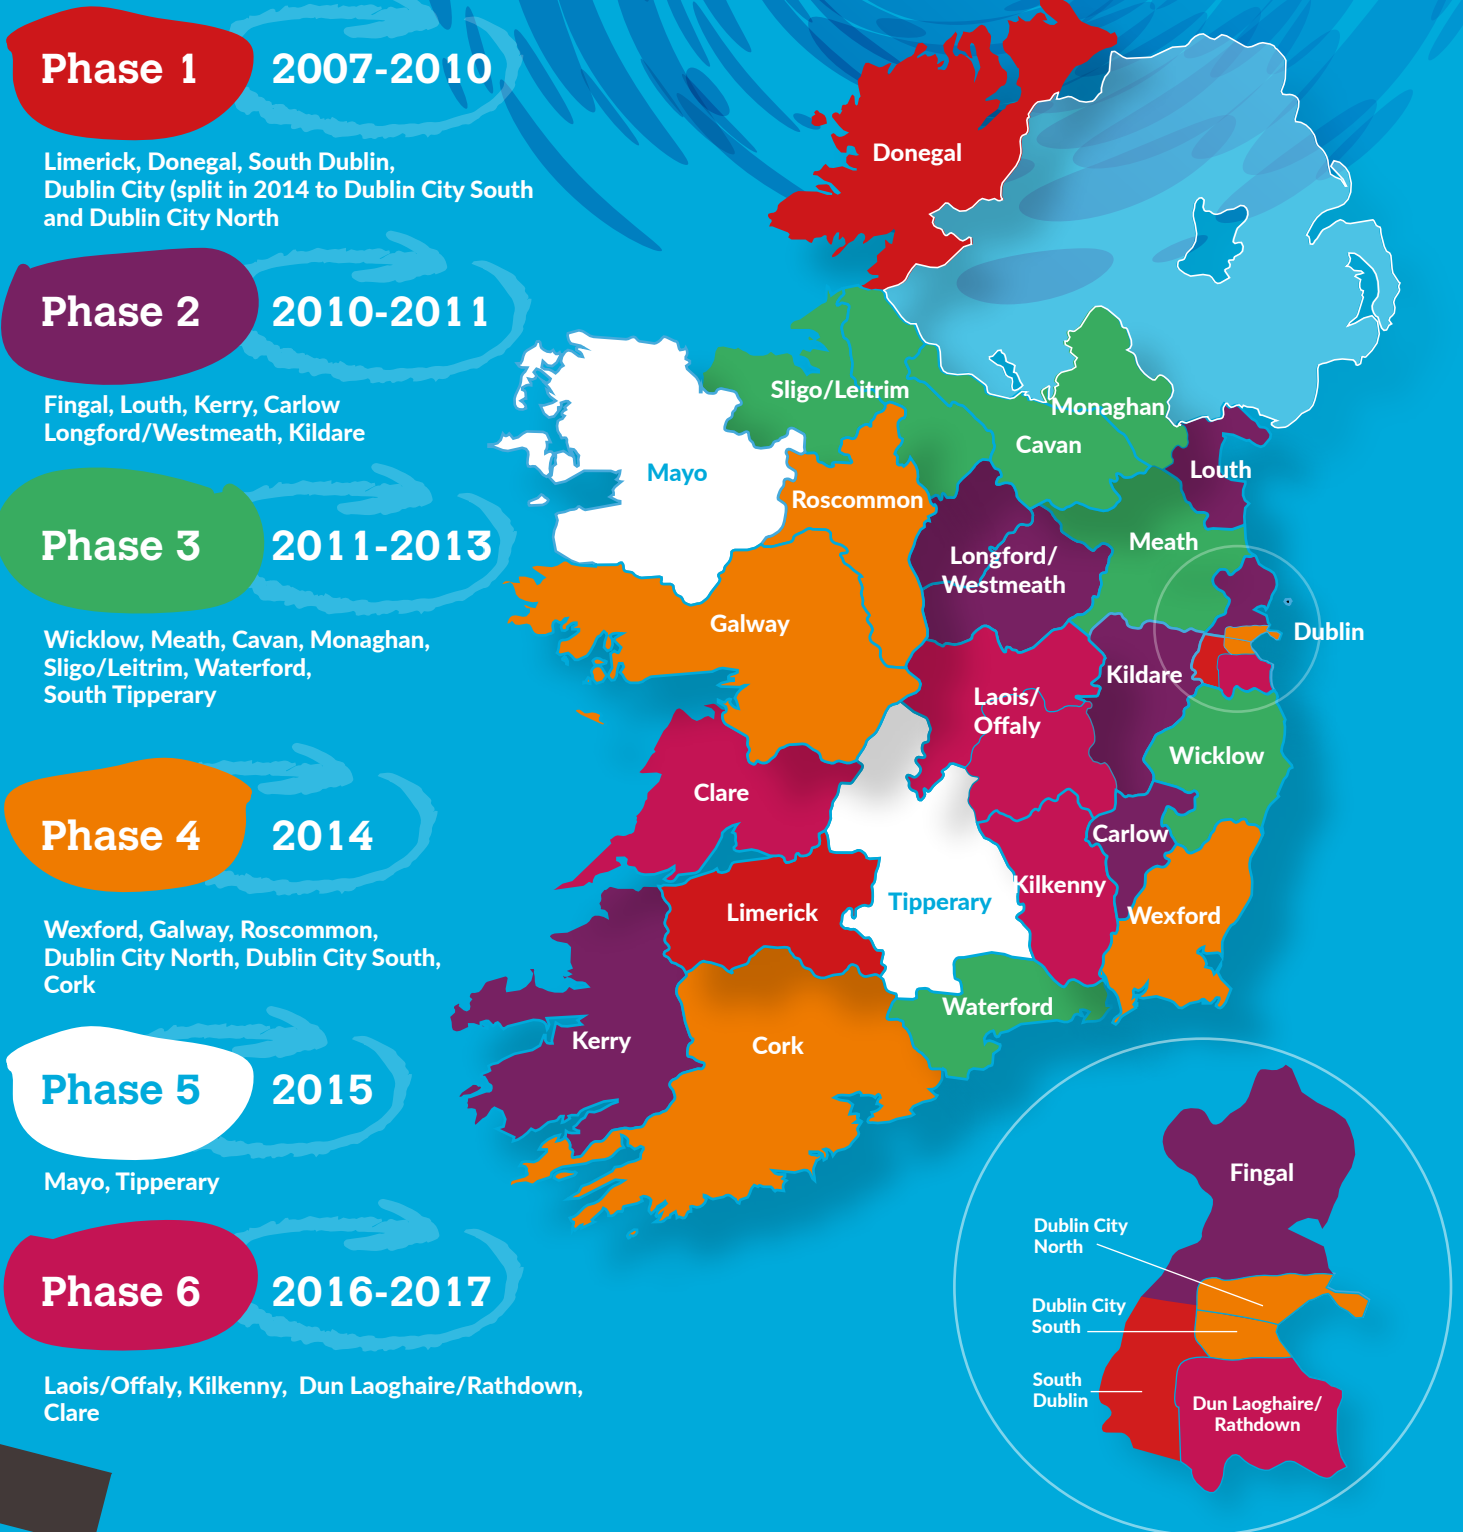 Phase 1 2007-2010
Limerick, Donegal, South Dublin,
Dublin City (split in 2014 to Dublin City South
and Dublin City North
Phase 2 2010-2011
Fingal, Louth, Kerry, Carlow
Longford/Westmeath, Kildare
Phase 3 2011-2013
Wicklow, Meath, Cavan, Monaghan,
Sligo/Leitrim, Waterford,
South Tipperary
Phase 4 2014
Wexford, Galway, Roscommon,
Dublin City North, Dublin City South,
Cork
Phase 5 2015
Mayo, Tipperary
Phase 6 2016-2017
Laois/Offaly, Kilkenny, Dun Laoghaire/Rathdown,
Clare
Donegal
Sligo/Leitrim
Monaghan
Cavan
Louth
Mayo
Roscommon
Meath
Longford/
Westmeath
Galway
Dublin
Kildare
Laois/
Offaly
Wicklow
Clare
Carlow
Kilkenny
Tipperary
Limerick
Wexford
Waterford
Kerry
Cork
Fingal
Dublin City
North
Dublin City
South
South
Dublin
Dun Laoghaire/
Rathdown